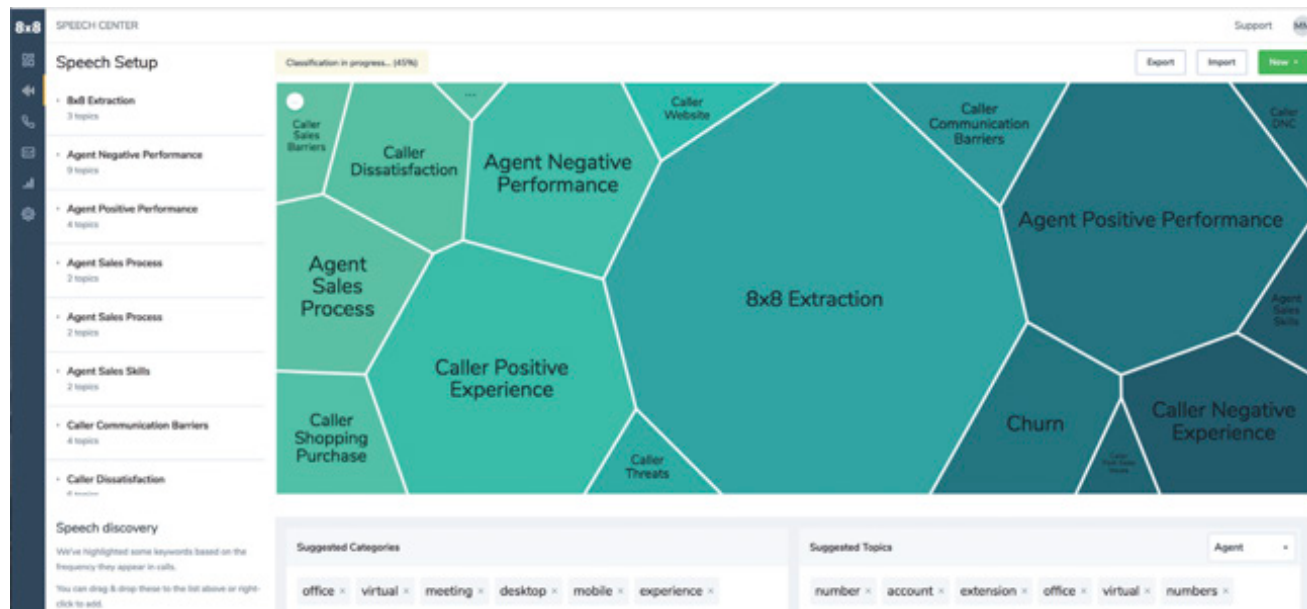 8x8 SPEECH CENTER
Support
MM
Speech Setup
Classification in progress... (45%)
Export
Import
New
8x8 Extraction
3 topics
Agent Negative Performance
9 topics
Agent Positive Performance
4 topics
Agent Sales Process
2 topics
Agent Sales Process
2 topics
Agent Sales Skills
2 topics
Caller Communication Barriers
4 topics
Caller Dissatisfaction
Speech discovery
We've highlighted some keywords based on the
frequency they appear in calls.
You can drag & drop these to the list above or right-
click to add.
Caller
Sales
Barriers
...
Caller
Dissatisfaction
Agent Negative
Performance
Caller
Website
Caller
Communication
Barriers
Caller
DNC
Agent Positive Performance
Agent
Sales
Process
8x8 Extraction
Agent
Sales
Skills
Caller Positive
Experience
Caller
Shopping
Purchase
Caller
Threats
Churn
Caller Negative
Experience
Suggested Categories
office × virtual × meeting × desktop × mobile × experience ×
Suggested Topics
Agent
number × account × extension × office × virtual × numbers ×